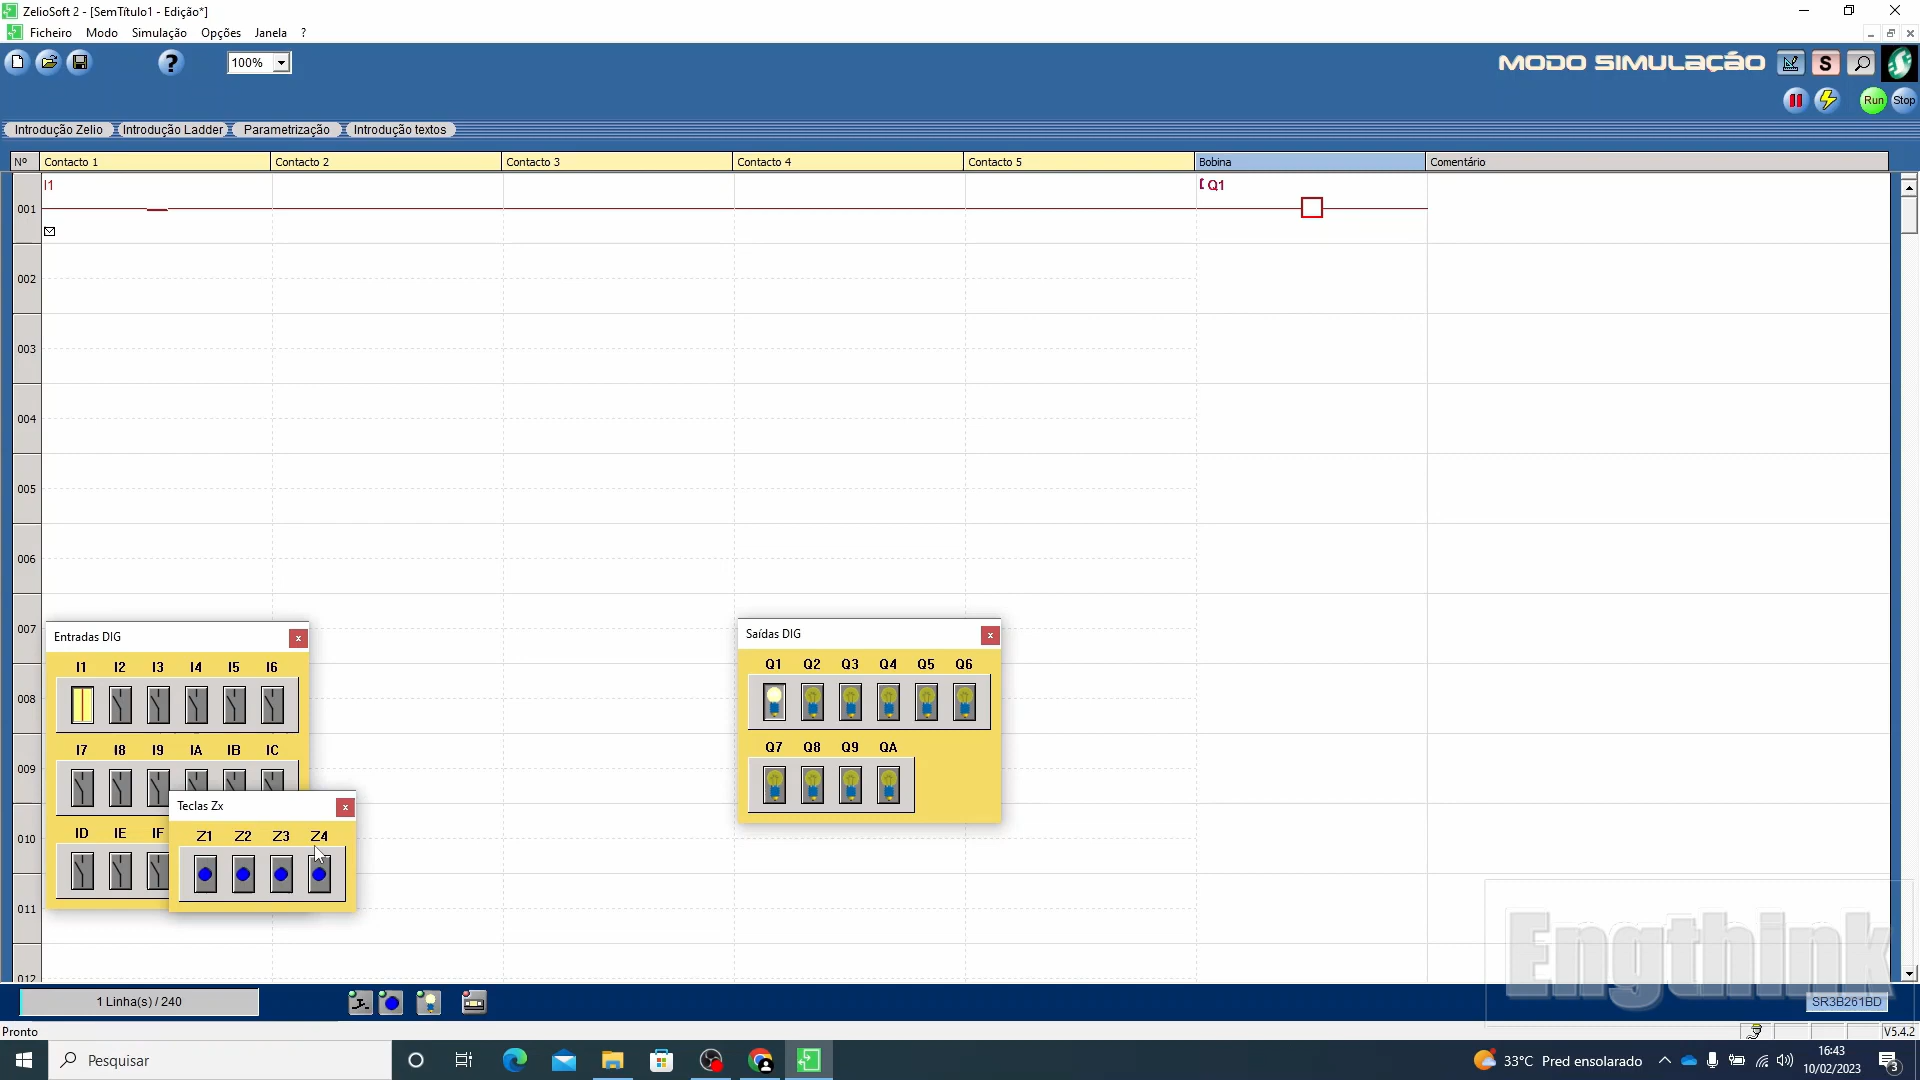 ZelioSoft 2 - [SemTítulo1 - Edição*]
Ficheiro Modo Simulação Opções Janela ?
? 100% MODO SIMULAÇÃO S
Run Stop
Introdução Zelio Introdução Ladder Parametrização Introdução textos
Nº Contacto 1 Contacto 2 Contacto 3 Contacto 4 Contacto 5 Bobina Comentário
I1 [ Q1
001
002
003
004
005
006
007
008
009
010
011
012
Entradas DIG
I1 I2 I3 I4 I5 I6
I7 I8 I9 IA IB IC
ID IE IF
Teclas Zx
Z1 Z2 Z3 Z4
Saídas DIG
Q1 Q2 Q3 Q4 Q5 Q6
Q7 Q8 Q9 QA
Engthink
1 Linha(s) / 240 SR3B261BD
Pronto V5.4.2
Pesquisar 33°C Pred ensolarado 16:43
10/02/2023 3